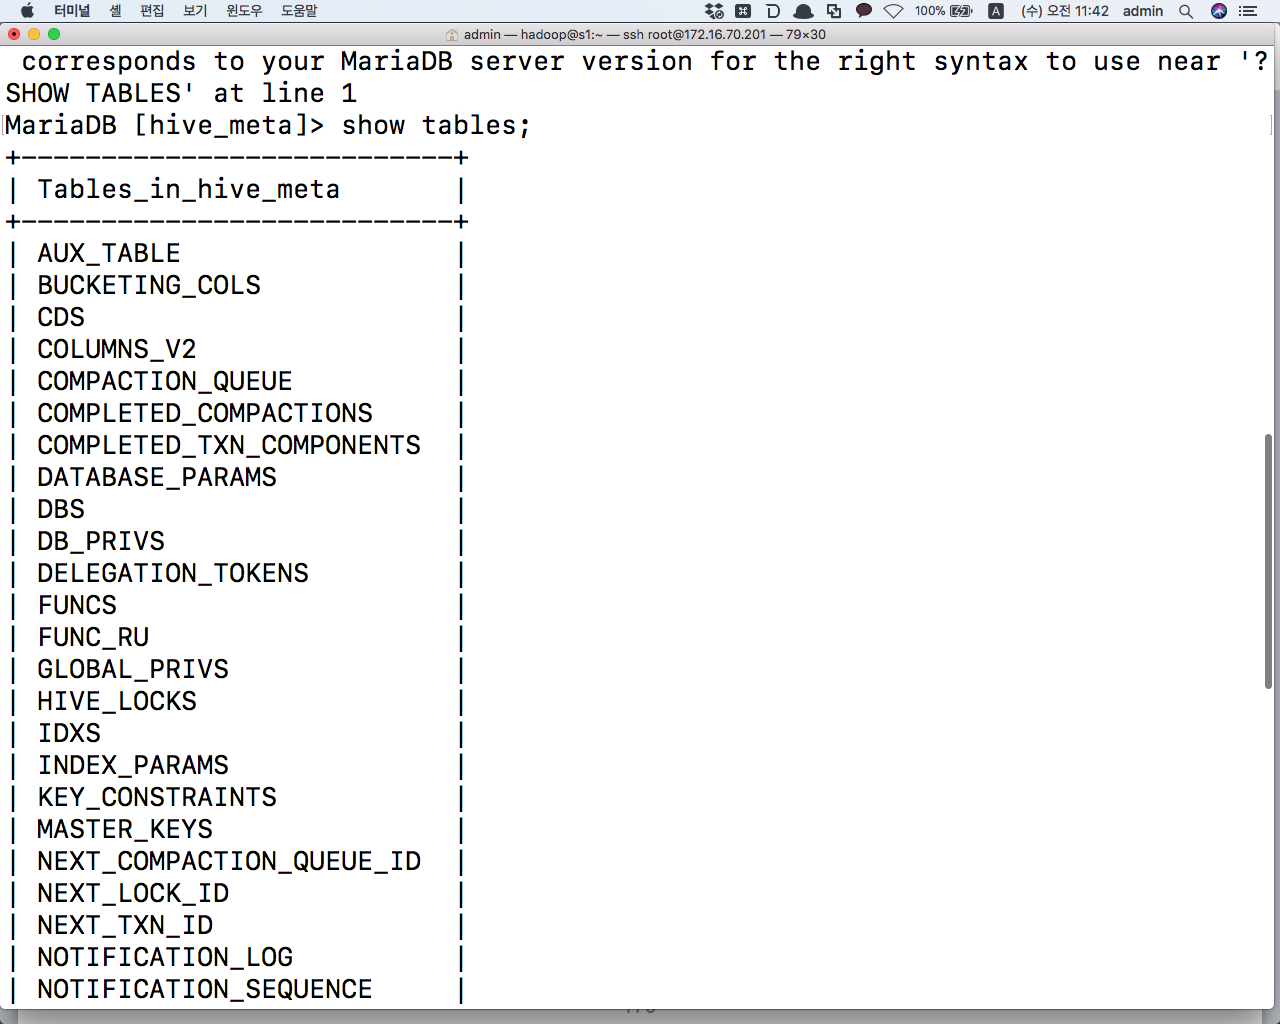 터미널 셸 편집 보기 윈도우 도움말 100% A (수) 오전 11:42 admin
admin — hadoop@s1:~ — ssh root@172.16.70.201 — 79×30
corresponds to your MariaDB server version for the right syntax to use near '?
SHOW TABLES' at line 1
MariaDB [hive_meta]> show tables;
+---------------------------+
| Tables_in_hive_meta       |
+---------------------------+
| AUX_TABLE                 |
| BUCKETING_COLS            |
| CDS                       |
| COLUMNS_V2                |
| COMPACTION_QUEUE          |
| COMPLETED_COMPACTIONS     |
| COMPLETED_TXN_COMPONENTS  |
| DATABASE_PARAMS           |
| DBS                       |
| DB_PRIVS                  |
| DELEGATION_TOKENS         |
| FUNCS                     |
| FUNC_RU                   |
| GLOBAL_PRIVS              |
| HIVE_LOCKS                |
| IDXS                      |
| INDEX_PARAMS              |
| KEY_CONSTRAINTS           |
| MASTER_KEYS               |
| NEXT_COMPACTION_QUEUE_ID  |
| NEXT_LOCK_ID              |
| NEXT_TXN_ID               |
| NOTIFICATION_LOG          |
| NOTIFICATION_SEQUENCE     |